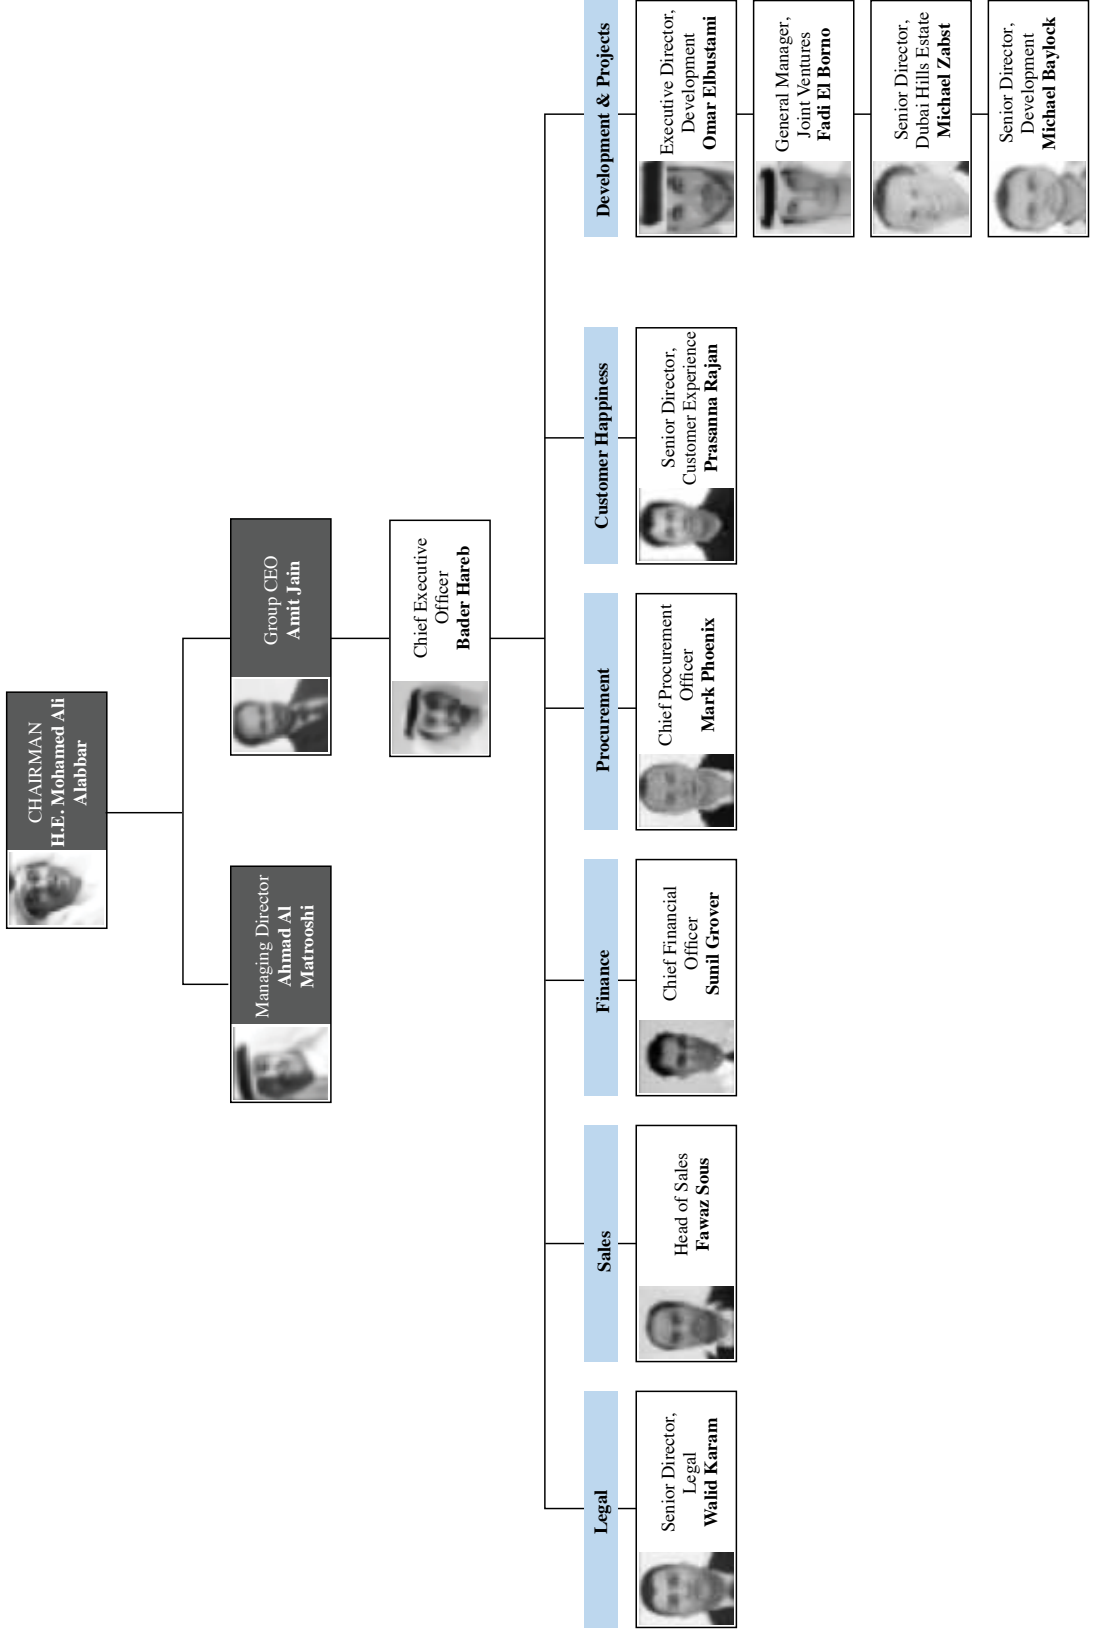 CHAIRMAN
H.E. Mohamed Ali
Alabbar
Managing Director
Ahmad Al
Matrooshi
Group CEO
Amit Jain
Chief Executive
Officer
Bader Hareb
Legal
Senior Director,
Legal
Walid Karam
Sales
Head of Sales
Fawaz Sous
Finance
Chief Financial
Officer
Sunil Grover
Procurement
Chief Procurement
Officer
Mark Phoenix
Customer Happiness
Senior Director,
Customer Experience
Prasanna Rajan
Development & Projects
Executive Director,
Development
Omar Elbustami
General Manager,
Joint Ventures
Fadi El Borno
Senior Director,
Dubai Hills Estate
Michael Zabst
Senior Director,
Development
Michael Baylock